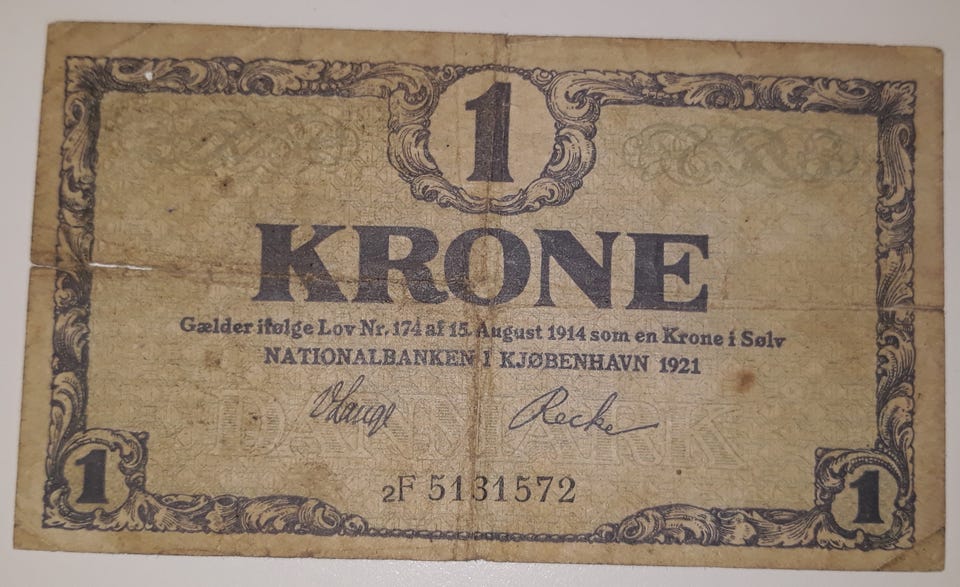 1
KRONE
Gælder ifølge Lov Nr. 174 af 15. August 1914 som en Krone i Sølv
NATIONALBANKEN I KJØBENHAVN 1921
VLange Recke
DANMARK
1 2F 5131572 1